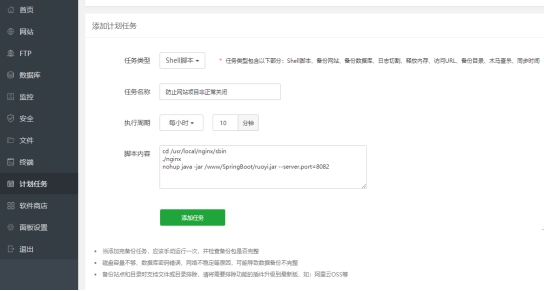 首页
网站
FTP
数据库
监控
安全
文件
终端
计划任务
软件商店
面板设置
退出
添加计划任务
任务类型
Shell脚本
* 任务类型包含以下部分：Shell脚本、备份网站、备份数据库、日志切割、释放内存、访问URL、备份目录、木马查杀、同步时间
任务名称
防止网站项目非正常关闭
执行周期
每小时
10
分钟
脚本内容
cd /usr/local/nginx/sbin
./nginx
nohup java -jar /www/SpringBoot/ruoyi.jar --server.port=8082
添加任务
当添加完备份任务，应该手动运行一次，并检查备份包是否完整
磁盘容量不够、数据库密码错误、网络不稳定等原因，可能导致数据备份不完整
备份站点和目录时支持文件或目录排除，请将需要排除功能的插件升级到最新版，如：阿里云OSS等